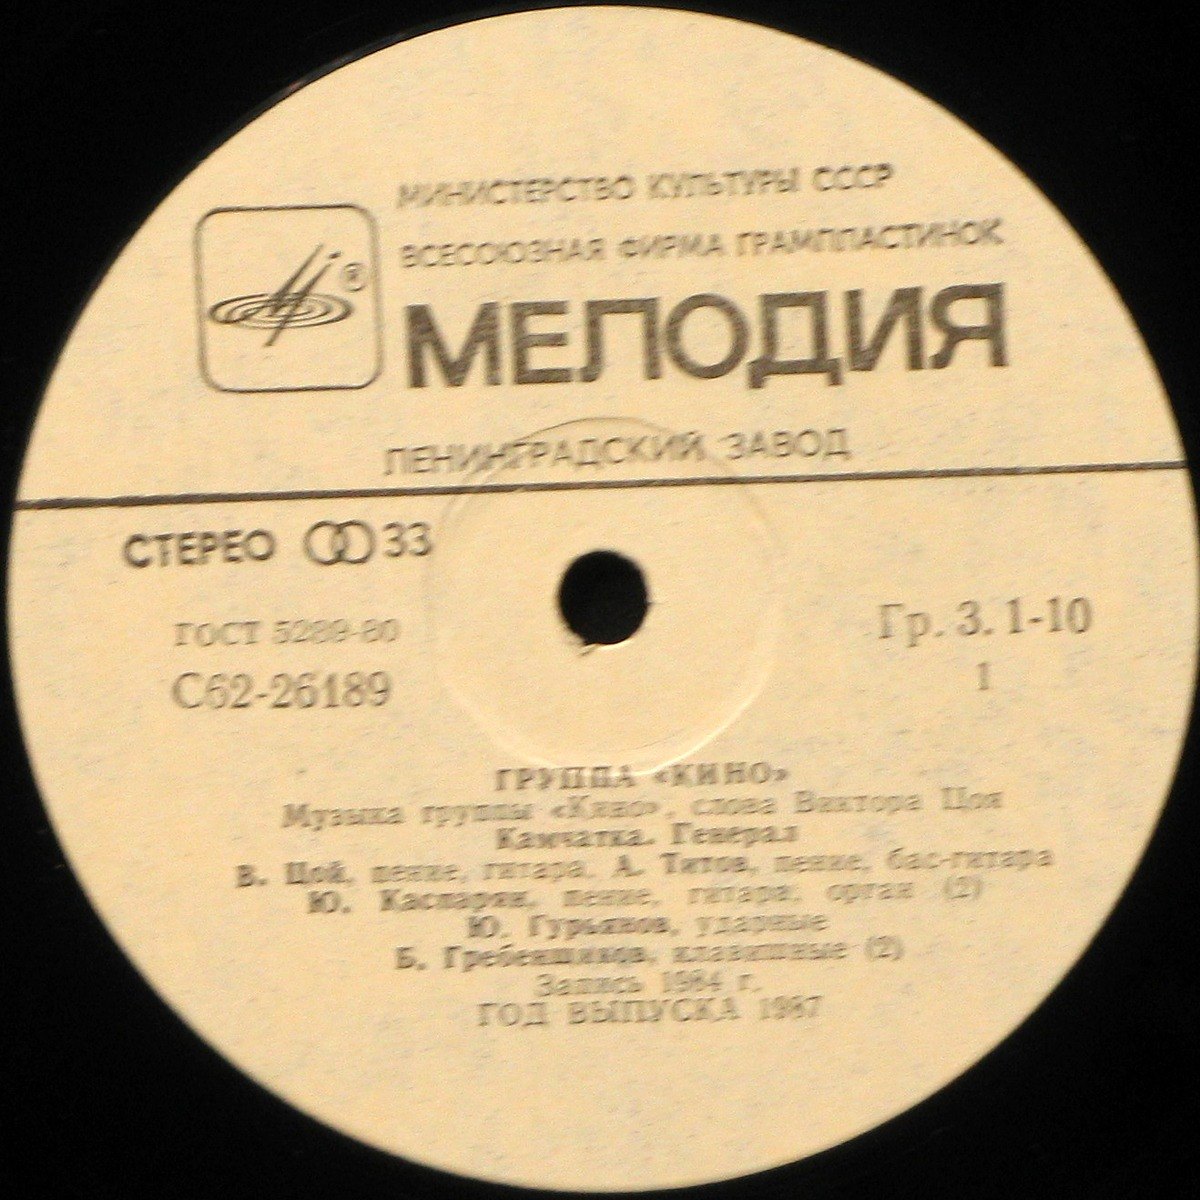 МИНИСТЕРСТВО КУЛЬТУРЫ СССР
ВСЕСОЮЗНАЯ ФИРМА ГРАМПЛАСТИНОК
®
МЕЛОДИЯ
ЛЕНИНГРАДСКИЙ ЗАВОД
СТЕРЕО 33
ГОСТ 5289-80
Гр. 3. 1-10
С62-26189
1
ГРУППА «КИНО»
Музыка группы «Кино», слова Виктора Цоя
Камчатка. Генерал
В. Цой, пение, гитара, А. Титов, пение, бас-гитара
Ю. Каспарян, пение, гитара, орган (2)
Ю. Гурьянов, ударные
Б. Гребенщиков, клавишные (2)
Запись 1984 г.
ГОД ВЫПУСКА 1987